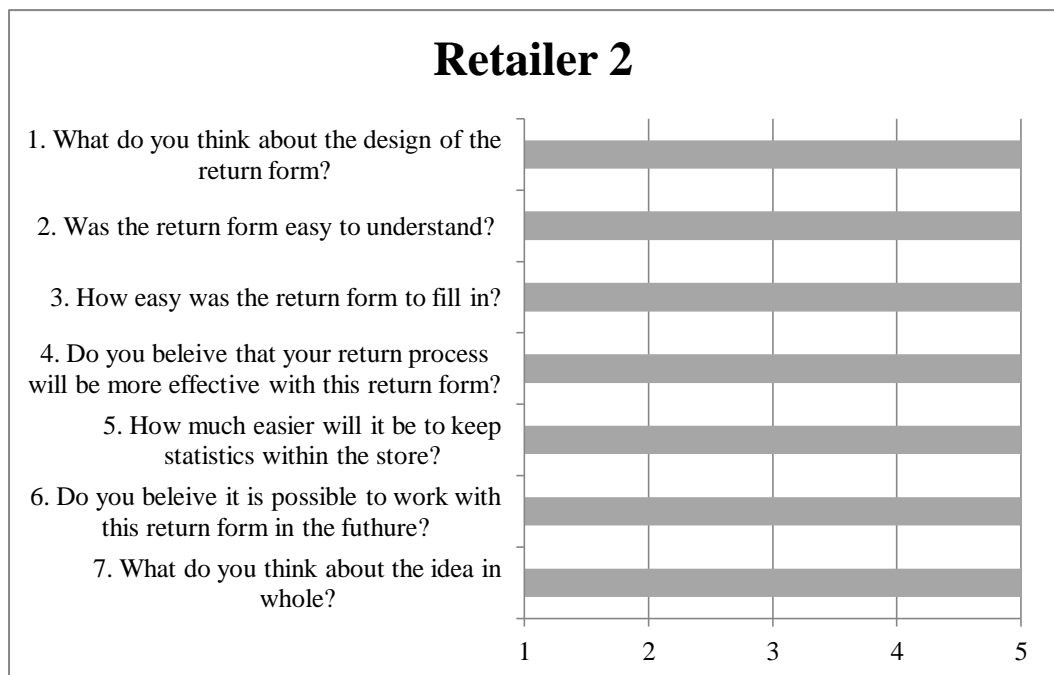 Retailer 2
1. What do you think about the design of the
return form?
2. Was the return form easy to understand?
3. How easy was the return form to fill in?
4. Do you beleive that your return process
will be more effective with this return form?
5. How much easier will it be to keep
statistics within the store?
6. Do you beleive it is possible to work with
this return form in the futhure?
7. What do you think about the idea in
whole?
1 2 3 4 5